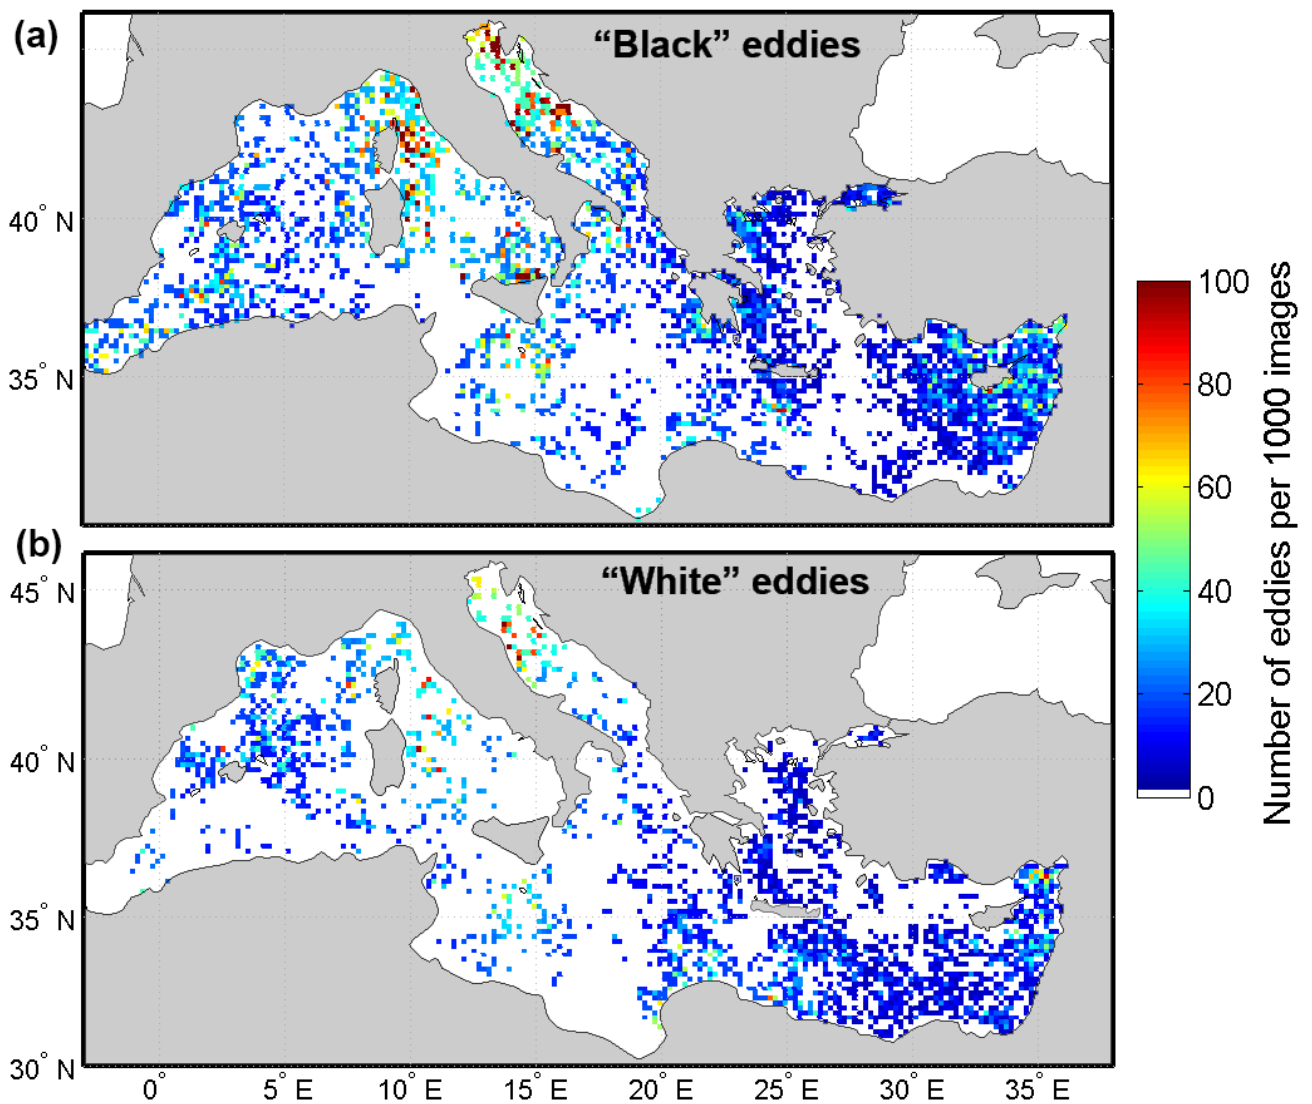 (a)
“Black” eddies
40° N
35° N
(b)
“White” eddies
45° N
40° N
35° N
30° N
0°
5° E
10° E
15° E
20° E
25° E
30° E
35° E
100
80
60
40
20
0
Number of eddies per 1000 images